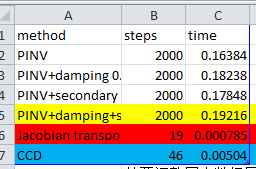 A B C
1 method steps time
2 PINV 2000 0.16384
3 PINV+damping 0. 2000 0.18238
4 PINV+secondary 2000 0.17848
5 PINV+damping+s 2000 0.19216
6 Jacobian transpo 19 0.000785
7 CCD 46 0.00504